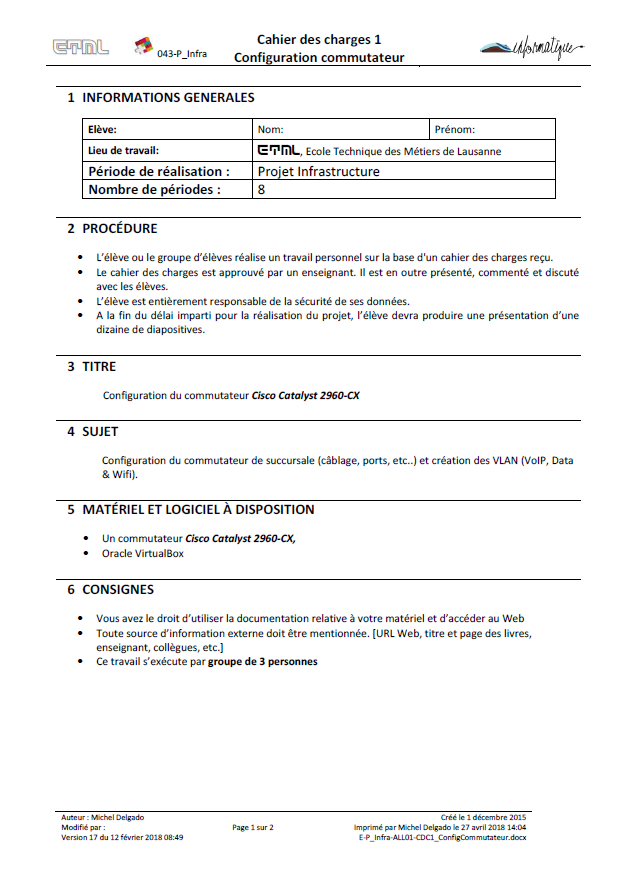 ETML
043-P_Infra
Cahier des charges 1
Configuration commutateur
informatique
1 INFORMATIONS GENERALES
Elève: Nom: Prénom:
Lieu de travail: ETML, Ecole Technique des Métiers de Lausanne
Période de réalisation : Projet Infrastructure
Nombre de périodes : 8
2 PROCÉDURE
• L’élève ou le groupe d’élèves réalise un travail personnel sur la base d'un cahier des charges reçu.
• Le cahier des charges est approuvé par un enseignant. Il est en outre présenté, commenté et discuté
avec les élèves.
• L’élève est entièrement responsable de la sécurité de ses données.
• A la fin du délai imparti pour la réalisation du projet, l’élève devra produire une présentation d’une
dizaine de diapositives.
3 TITRE
Configuration du commutateur Cisco Catalyst 2960-CX
4 SUJET
Configuration du commutateur de succursale (câblage, ports, etc..) et création des VLAN (VoIP, Data
& Wifi).
5 MATÉRIEL ET LOGICIEL À DISPOSITION
• Un commutateur Cisco Catalyst 2960-CX,
• Oracle VirtualBox
6 CONSIGNES
• Vous avez le droit d’utiliser la documentation relative à votre matériel et d’accéder au Web
• Toute source d’information externe doit être mentionnée. [URL Web, titre et page des livres,
enseignant, collègues, etc.]
• Ce travail s’exécute par groupe de 3 personnes
Auteur : Michel Delgado Créé le 1 décembre 2015
Modifié par : Page 1 sur 2 Imprimé par Michel Delgado le 27 avril 2018 14:04
Version 17 du 12 février 2018 08:49 E-P_Infra-ALL01-CDC1_ConfigCommutateur.docx